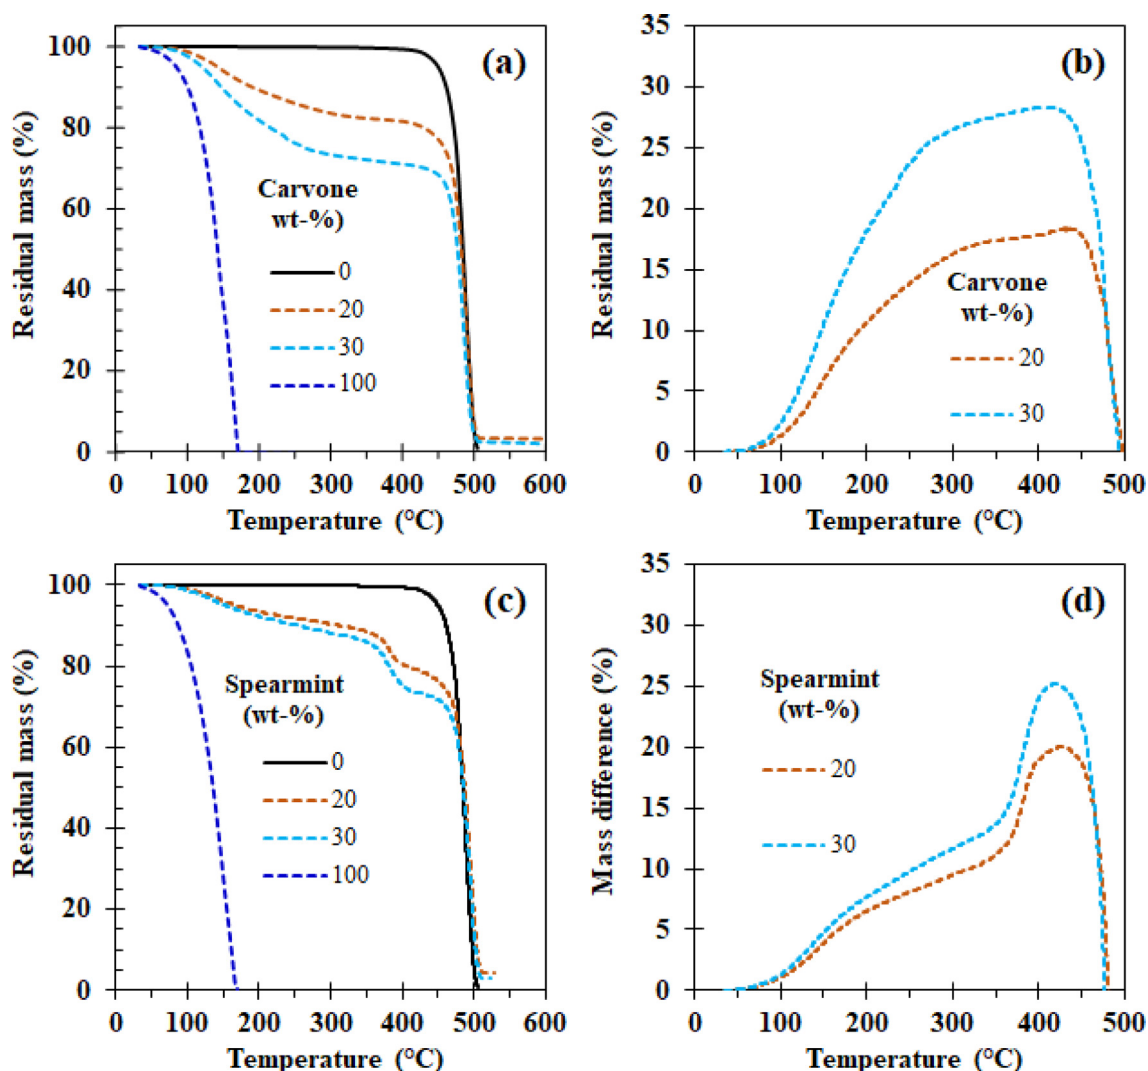 (a)
Residual mass (%)
100
80
60
40
20
0
Carvone
wt-%)
0
20
30
100
0 100 200 300 400 500 600
Temperature (°C)
(b)
Residual mass (%)
35
30
25
20
15
10
5
0
Carvone
wt-%)
20
30
0 100 200 300 400 500
Temperature (°C)
(c)
Residual mass (%)
100
80
60
40
20
0
Spearmint
(wt-%)
0
20
30
100
0 100 200 300 400 500 600
Temperature (°C)
(d)
Mass difference (%)
35
30
25
20
15
10
5
0
Spearmint
(wt-%)
20
30
0 100 200 300 400 500
Temperature (°C)